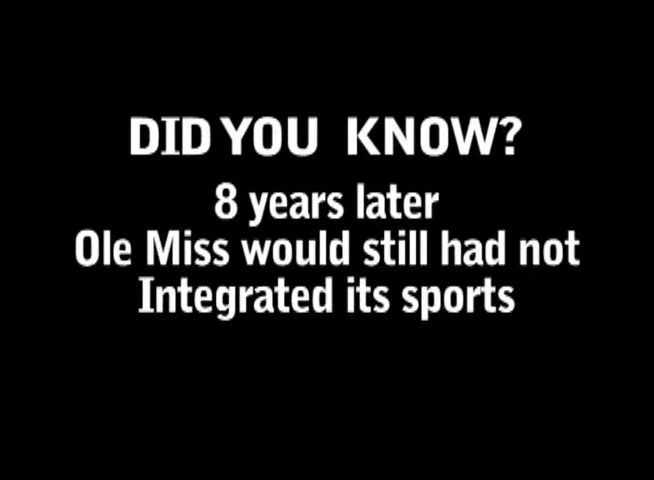 DID YOU KNOW?
8 years later
Ole Miss would still had not
Integrated its sports